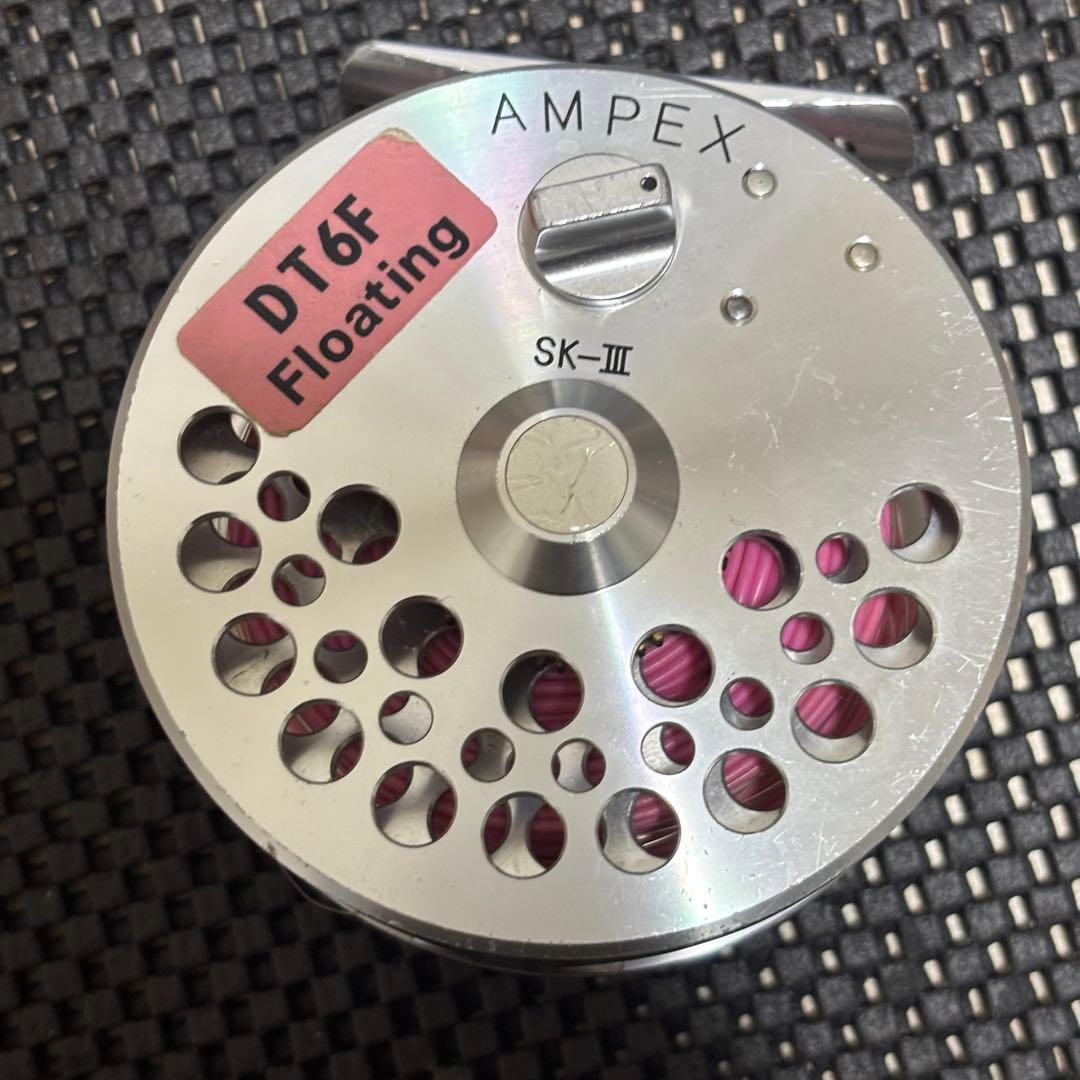 AMPEX
DT6F
Floating
SK-III